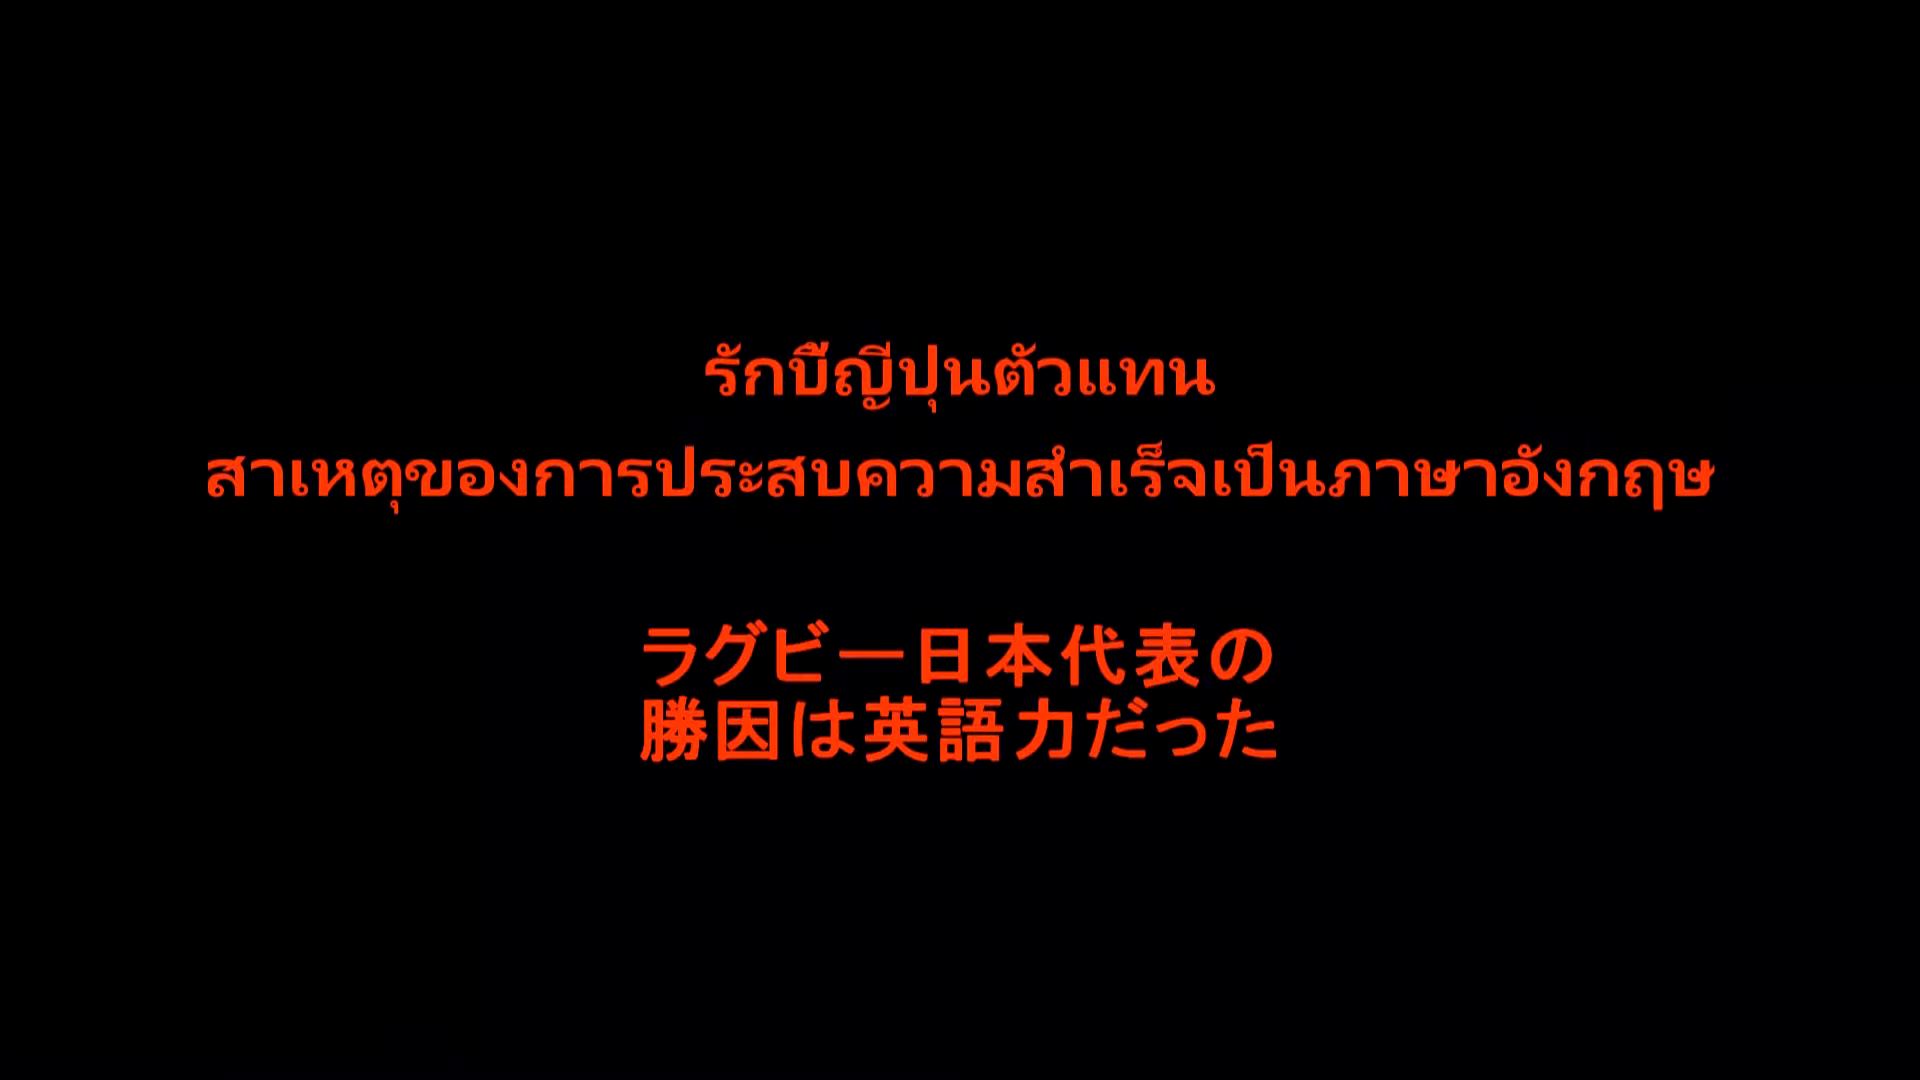 รักบี้ญี่ปุ่นตัวแทน
สาเหตุของการประสบความสำเร็จเป็นภาษาอังกฤษ
ラグビー日本代表の
勝因は英語力だった